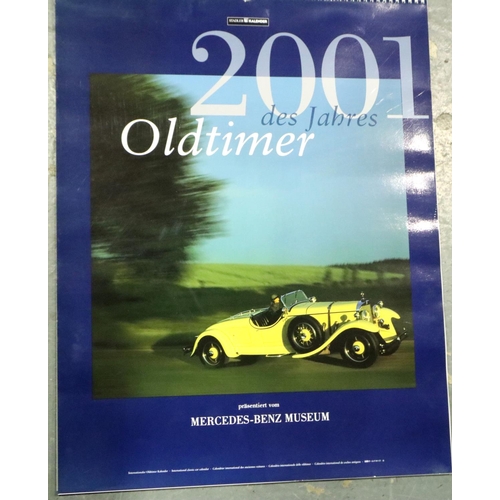 2001
des Jahres
Oldtimer
präsentiert vom
MERCEDES-BENZ MUSEUM